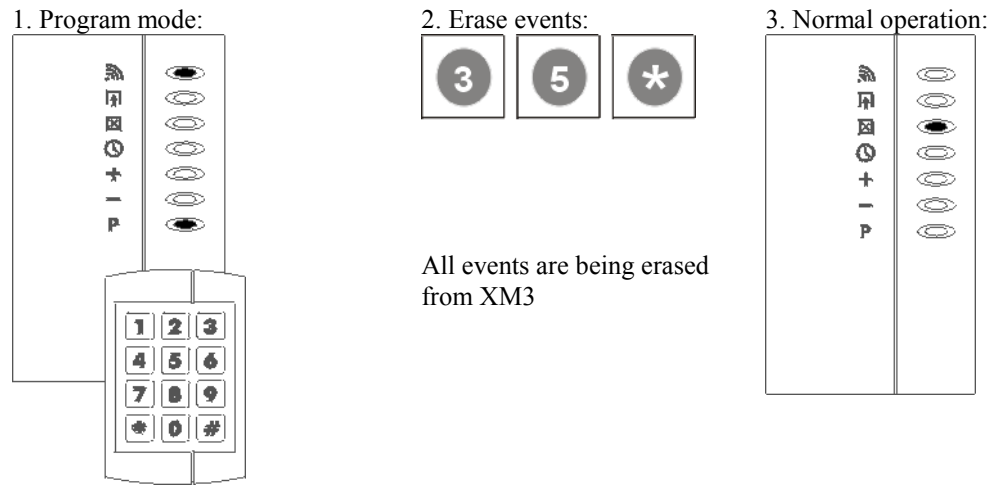 1. Program mode:
P
1 2 3
4 5 6
7 8 9
* 0 #
2. Erase events:
3 5 *
All events are being erased
from XM3
3. Normal operation:
P